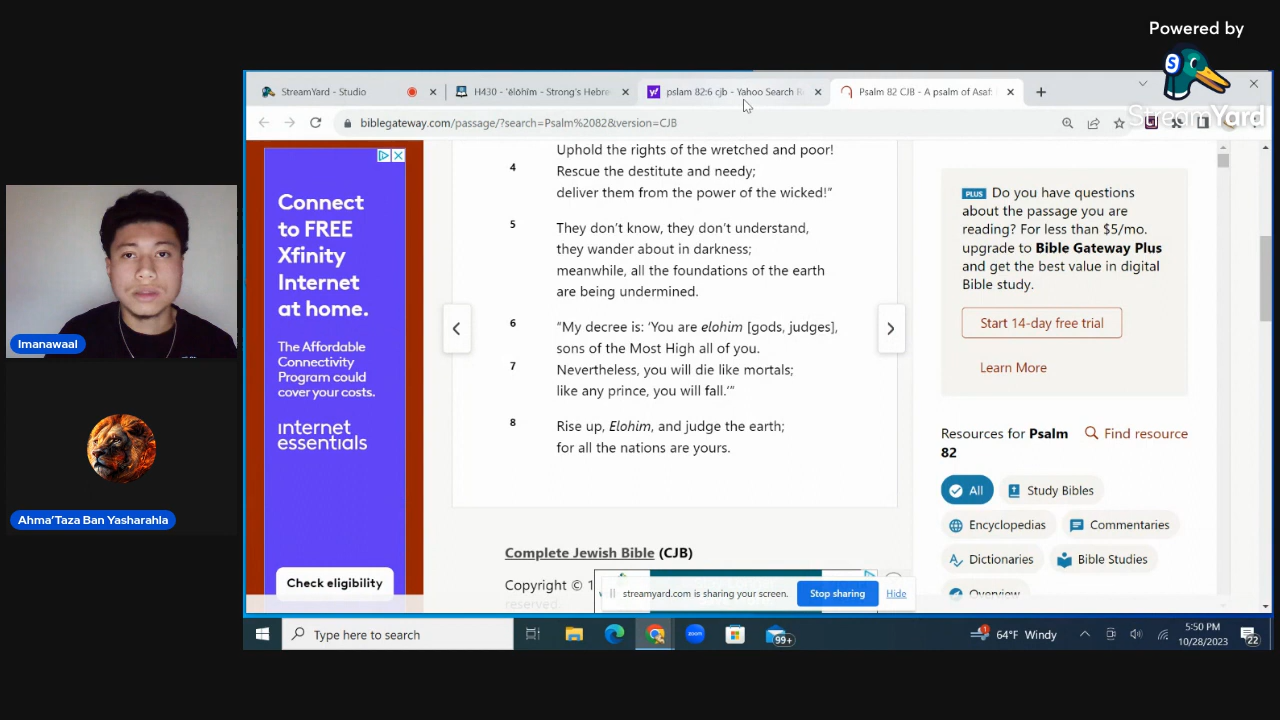 Powered by
StreamYard
StreamYard - Studio
H430 - 'ĕlōhîm - Strong's Hebre
pslam 82:6 cjb - Yahoo Search R
Psalm 82 CJB - A psalm of Asaf:
biblegateway.com/passage/?search=Psalm%2082&version=CJB
Connect
to FREE
Xfinity
Internet
at home.
The Affordable
Connectivity
Program could
cover your costs.
internet
essentials
Check eligibility
Uphold the rights of the wretched and poor!
4 Rescue the destitute and needy;
deliver them from the power of the wicked!”
5 They don’t know, they don’t understand,
they wander about in darkness;
meanwhile, all the foundations of the earth
are being undermined.
6 “My decree is: ‘You are elohim [gods, judges],
sons of the Most High all of you.
7 Nevertheless, you will die like mortals;
like any prince, you will fall.’”
8 Rise up, Elohim, and judge the earth;
for all the nations are yours.
Complete Jewish Bible (CJB)
Copyright © 1
reserved.
PLUS Do you have questions
about the passage you are
reading? For less than $5/mo.
upgrade to Bible Gateway Plus
and get the best value in digital
Bible study.
Start 14-day free trial
Learn More
Resources for Psalm
82
Find resource
All
Study Bibles
Encyclopedias
Commentaries
Dictionaries
Bible Studies
Overview
streamyard.com is sharing your screen.
Stop sharing
Hide
Imanawaal
Ahma’Taza Ban Yasharahla
Type here to search
99+
64°F Windy
5:50 PM
10/28/2023
22